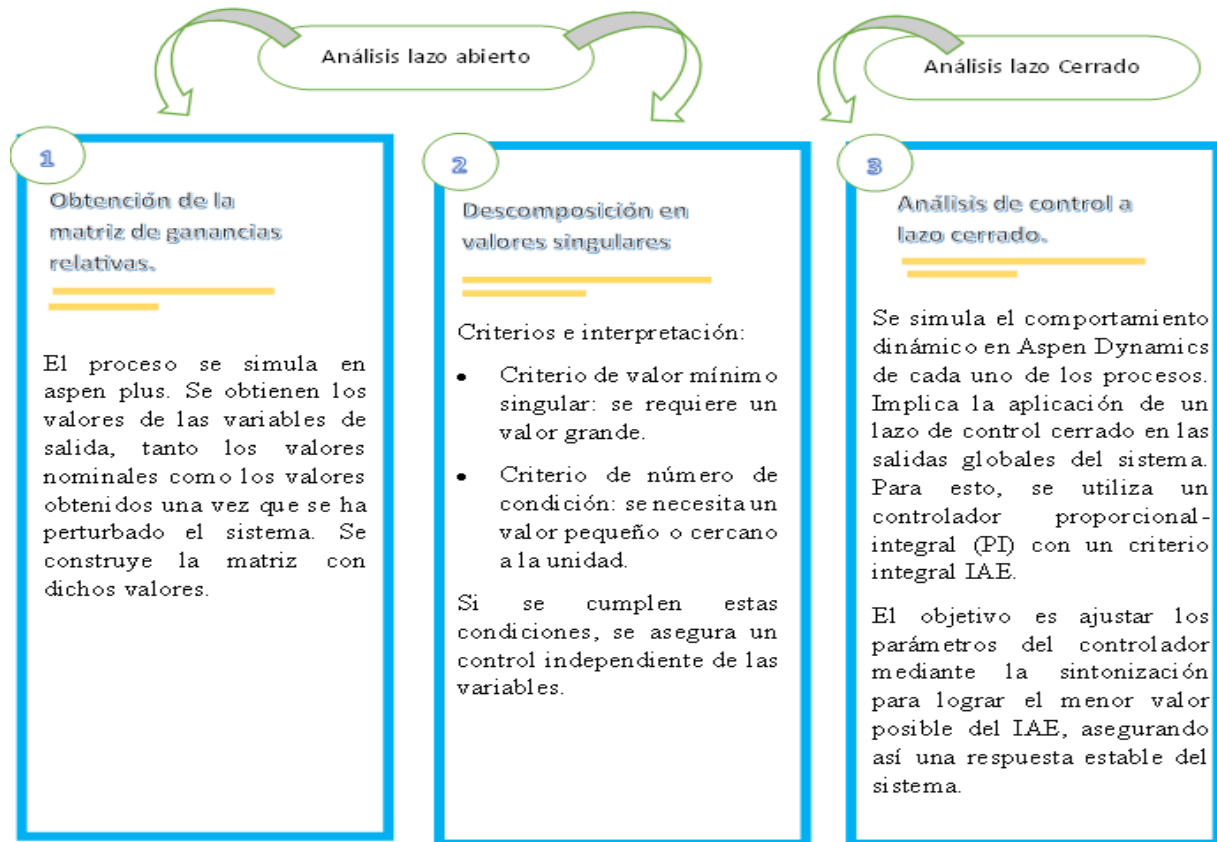 Análisis lazo abierto
Análisis lazo Cerrado
1
Obtención de la
matriz de ganancias
relativas.
El proceso se simula en
aspen plus. Se obtienen los
valores de las variables de
salida, tanto los valores
nominales como los valores
obtenidos una vez que se ha
perturbado el sistema. Se
construye la matriz con
dichos valores.
2
Descomposición en
valores singulares
Criterios e interpretación:
• Criterio de valor mínimo
singular: se requiere un
valor grande.
• Criterio de número de
condición: se necesita un
valor pequeño o cercano
a la unidad.
Si se cumplen estas
condiciones, se asegura un
control independiente de las
variables.
3
Análisis de control a
lazo cerrado.
Se simula el comportamiento
dinámico en Aspen Dynamics
de cada uno de los procesos.
Implica la aplicación de un
lazo de control cerrado en las
salidas globales del sistema.
Para esto, se utiliza un
controlador proporcional-
integral (PI) con un criterio
integral IAE.
El objetivo es ajustar los
parámetros del controlador
mediante la sintonización
para lograr el menor valor
posible del IAE, asegurando
así una respuesta estable del
sistema.